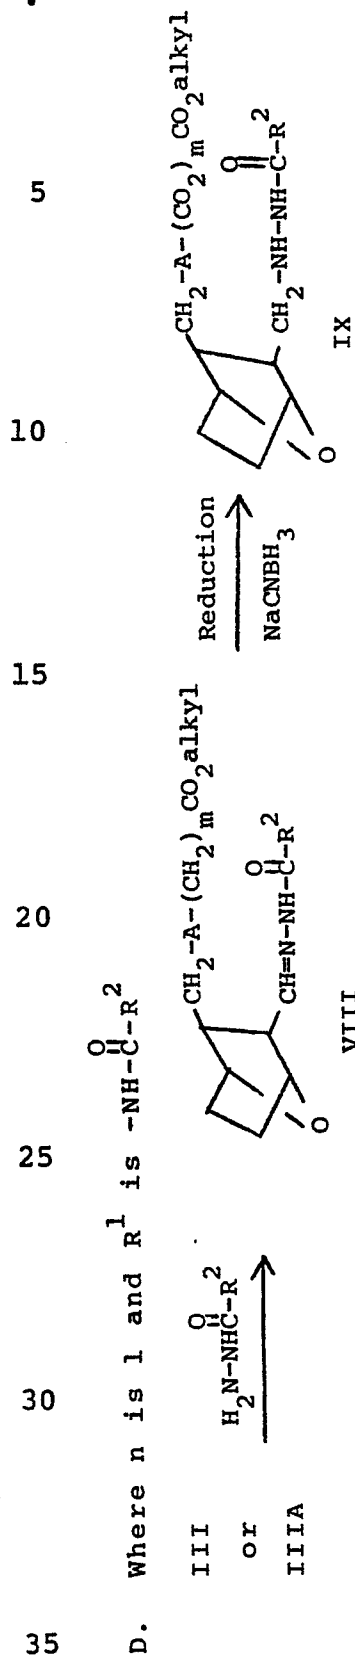 D. Where n is 1 and R¹ is -NH-C-R²
O
III
or
IIIA
H₂N-NHC-R²
O
CH₂-A-(CH₂)ₘCO₂alkyl
CH=N-NH-C-R²
O
O
VIII
Reduction
NaCNBH₃
CH₂-A-(CO₂)ₘCO₂alkyl
CH₂-NH-NH-C-R²
O
O
IX
5
10
15
20
25
30
35